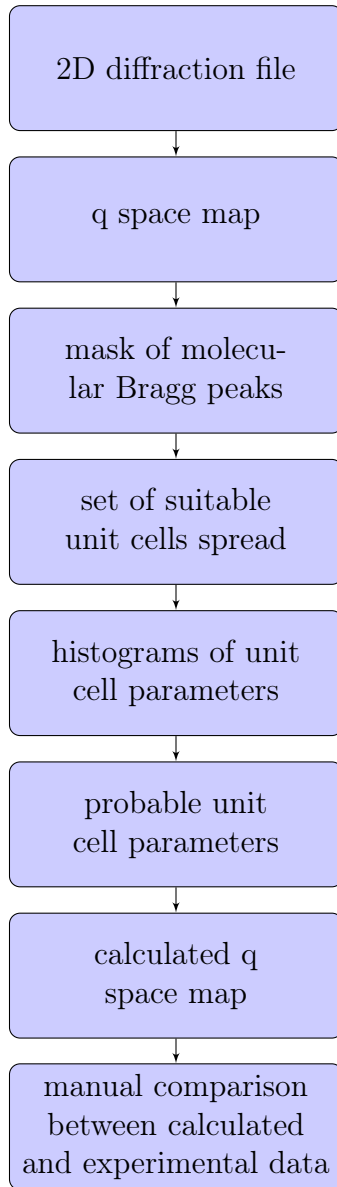 2D diffraction file
q space map
mask of molecu-
lar Bragg peaks
set of suitable
unit cells spread
histograms of unit
cell parameters
probable unit
cell parameters
calculated q
space map
manual comparison
between calculated
and experimental data